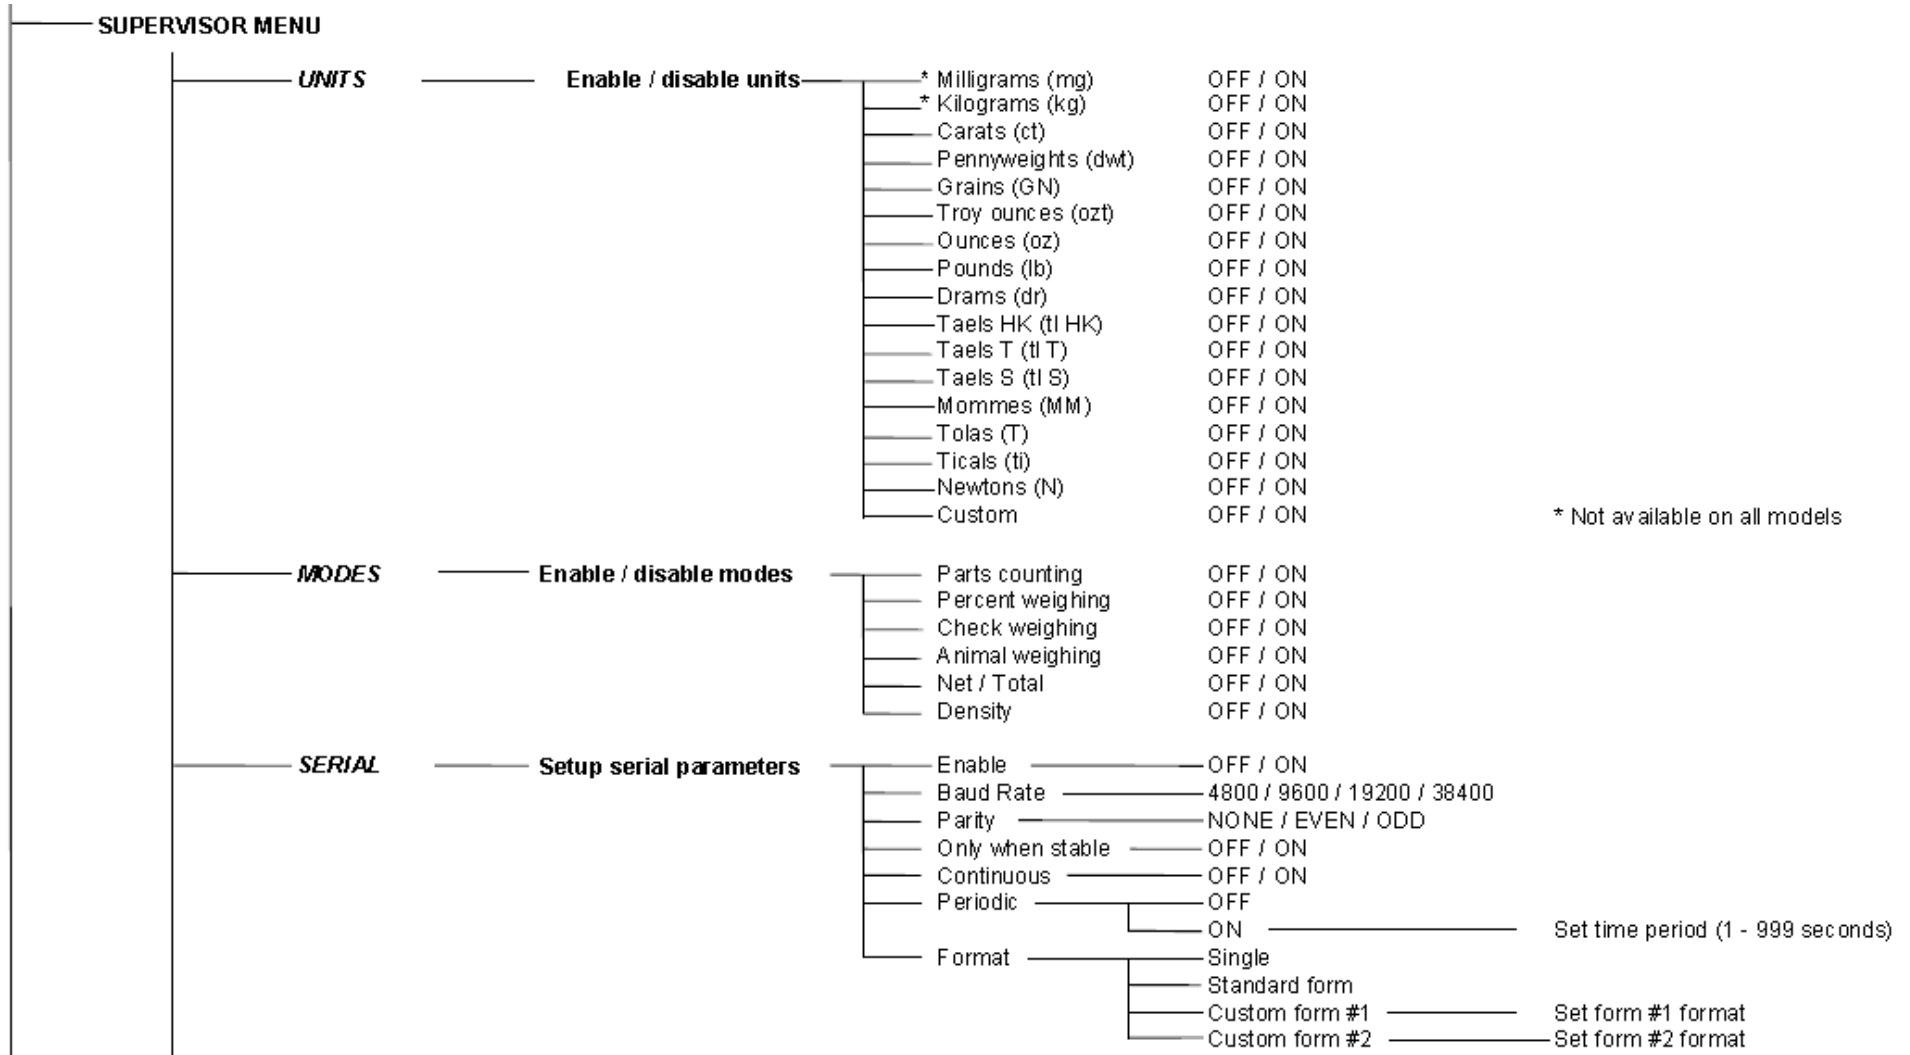 SUPERVISOR MENU
UNITS Enable / disable units * Milligrams (mg) OFF / ON
* Kilograms (kg) OFF / ON
Carats (ct) OFF / ON
Pennyweights (dwt) OFF / ON
Grains (GN) OFF / ON
Troy ounces (ozt) OFF / ON
Ounces (oz) OFF / ON
Pounds (lb) OFF / ON
Drams (dr) OFF / ON
Taels HK (tl HK) OFF / ON
Taels T (tl T) OFF / ON
Taels S (tl S) OFF / ON
Mommes (MM) OFF / ON
Tolas (T) OFF / ON
Ticals (ti) OFF / ON
Newtons (N) OFF / ON
Custom OFF / ON * Not available on all models
MODES Enable / disable modes Parts counting OFF / ON
Percent weighing OFF / ON
Check weighing OFF / ON
Animal weighing OFF / ON
Net / Total OFF / ON
Density OFF / ON
SERIAL Setup serial parameters Enable OFF / ON
Baud Rate 4800 / 9600 / 19200 / 38400
Parity NONE / EVEN / ODD
Only when stable OFF / ON
Continuous OFF / ON
Periodic OFF
ON Set time period (1 - 999 seconds)
Format Single
Standard form
Custom form #1 Set form #1 format
Custom form #2 Set form #2 format